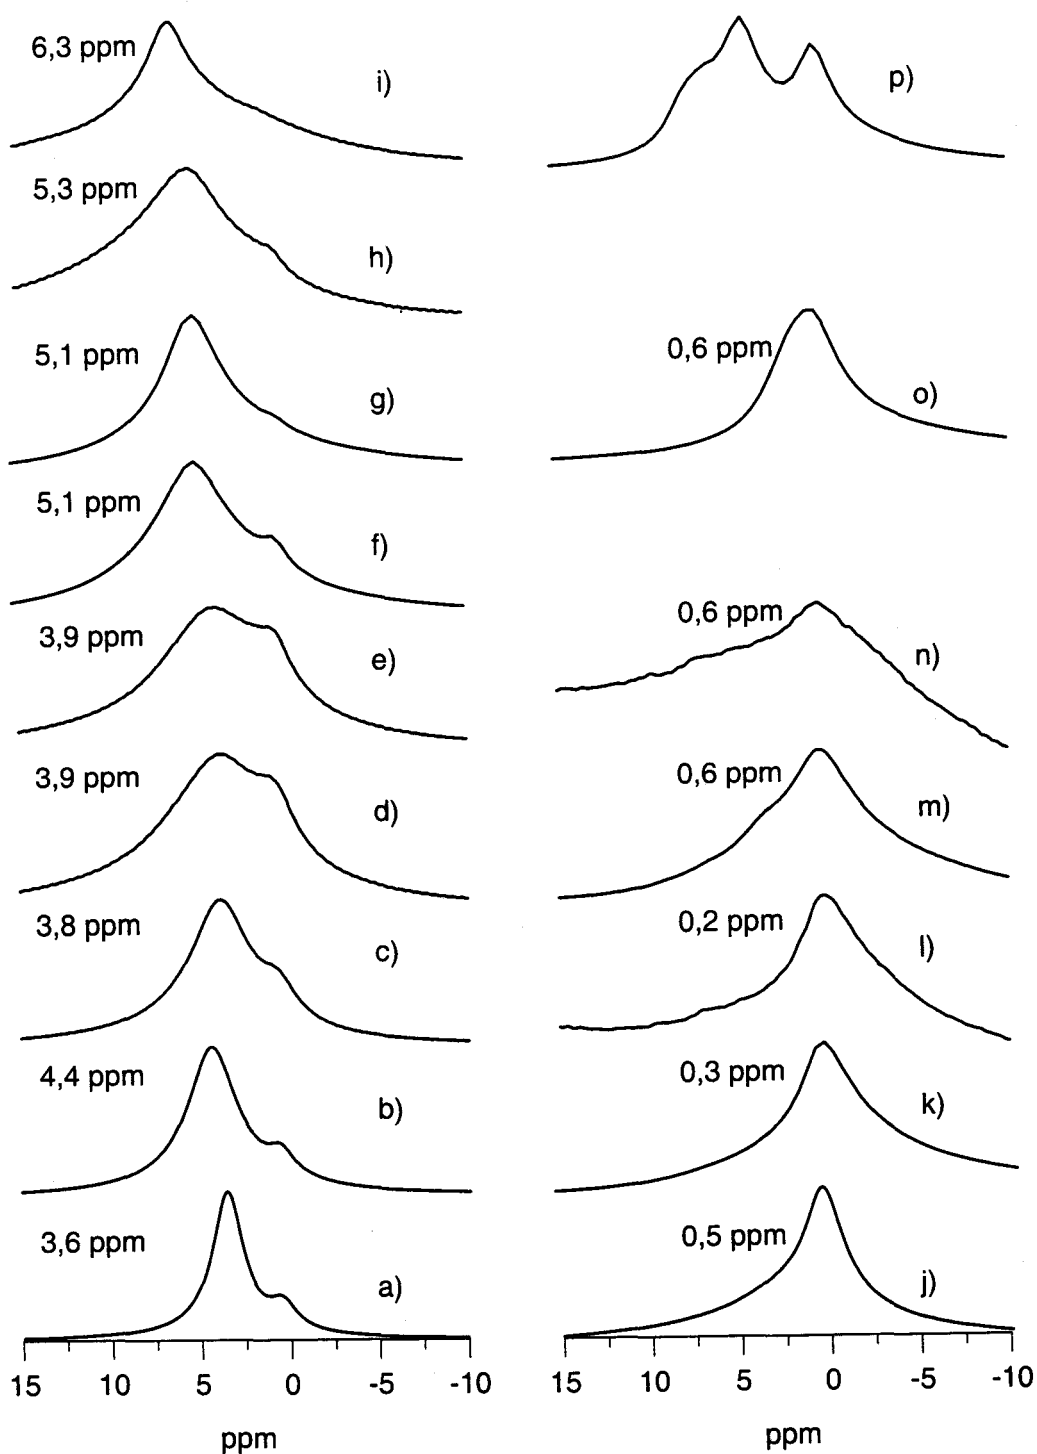 6,3 ppm
i)
5,3 ppm
h)
5,1 ppm
g)
5,1 ppm
f)
3,9 ppm
e)
3,9 ppm
d)
3,8 ppm
c)
4,4 ppm
b)
3,6 ppm
a)
15 10 5 0 -5 -10
ppm
p)
0,6 ppm
o)
0,6 ppm
n)
0,6 ppm
m)
0,2 ppm
l)
0,3 ppm
k)
0,5 ppm
j)
15 10 5 0 -5 -10
ppm